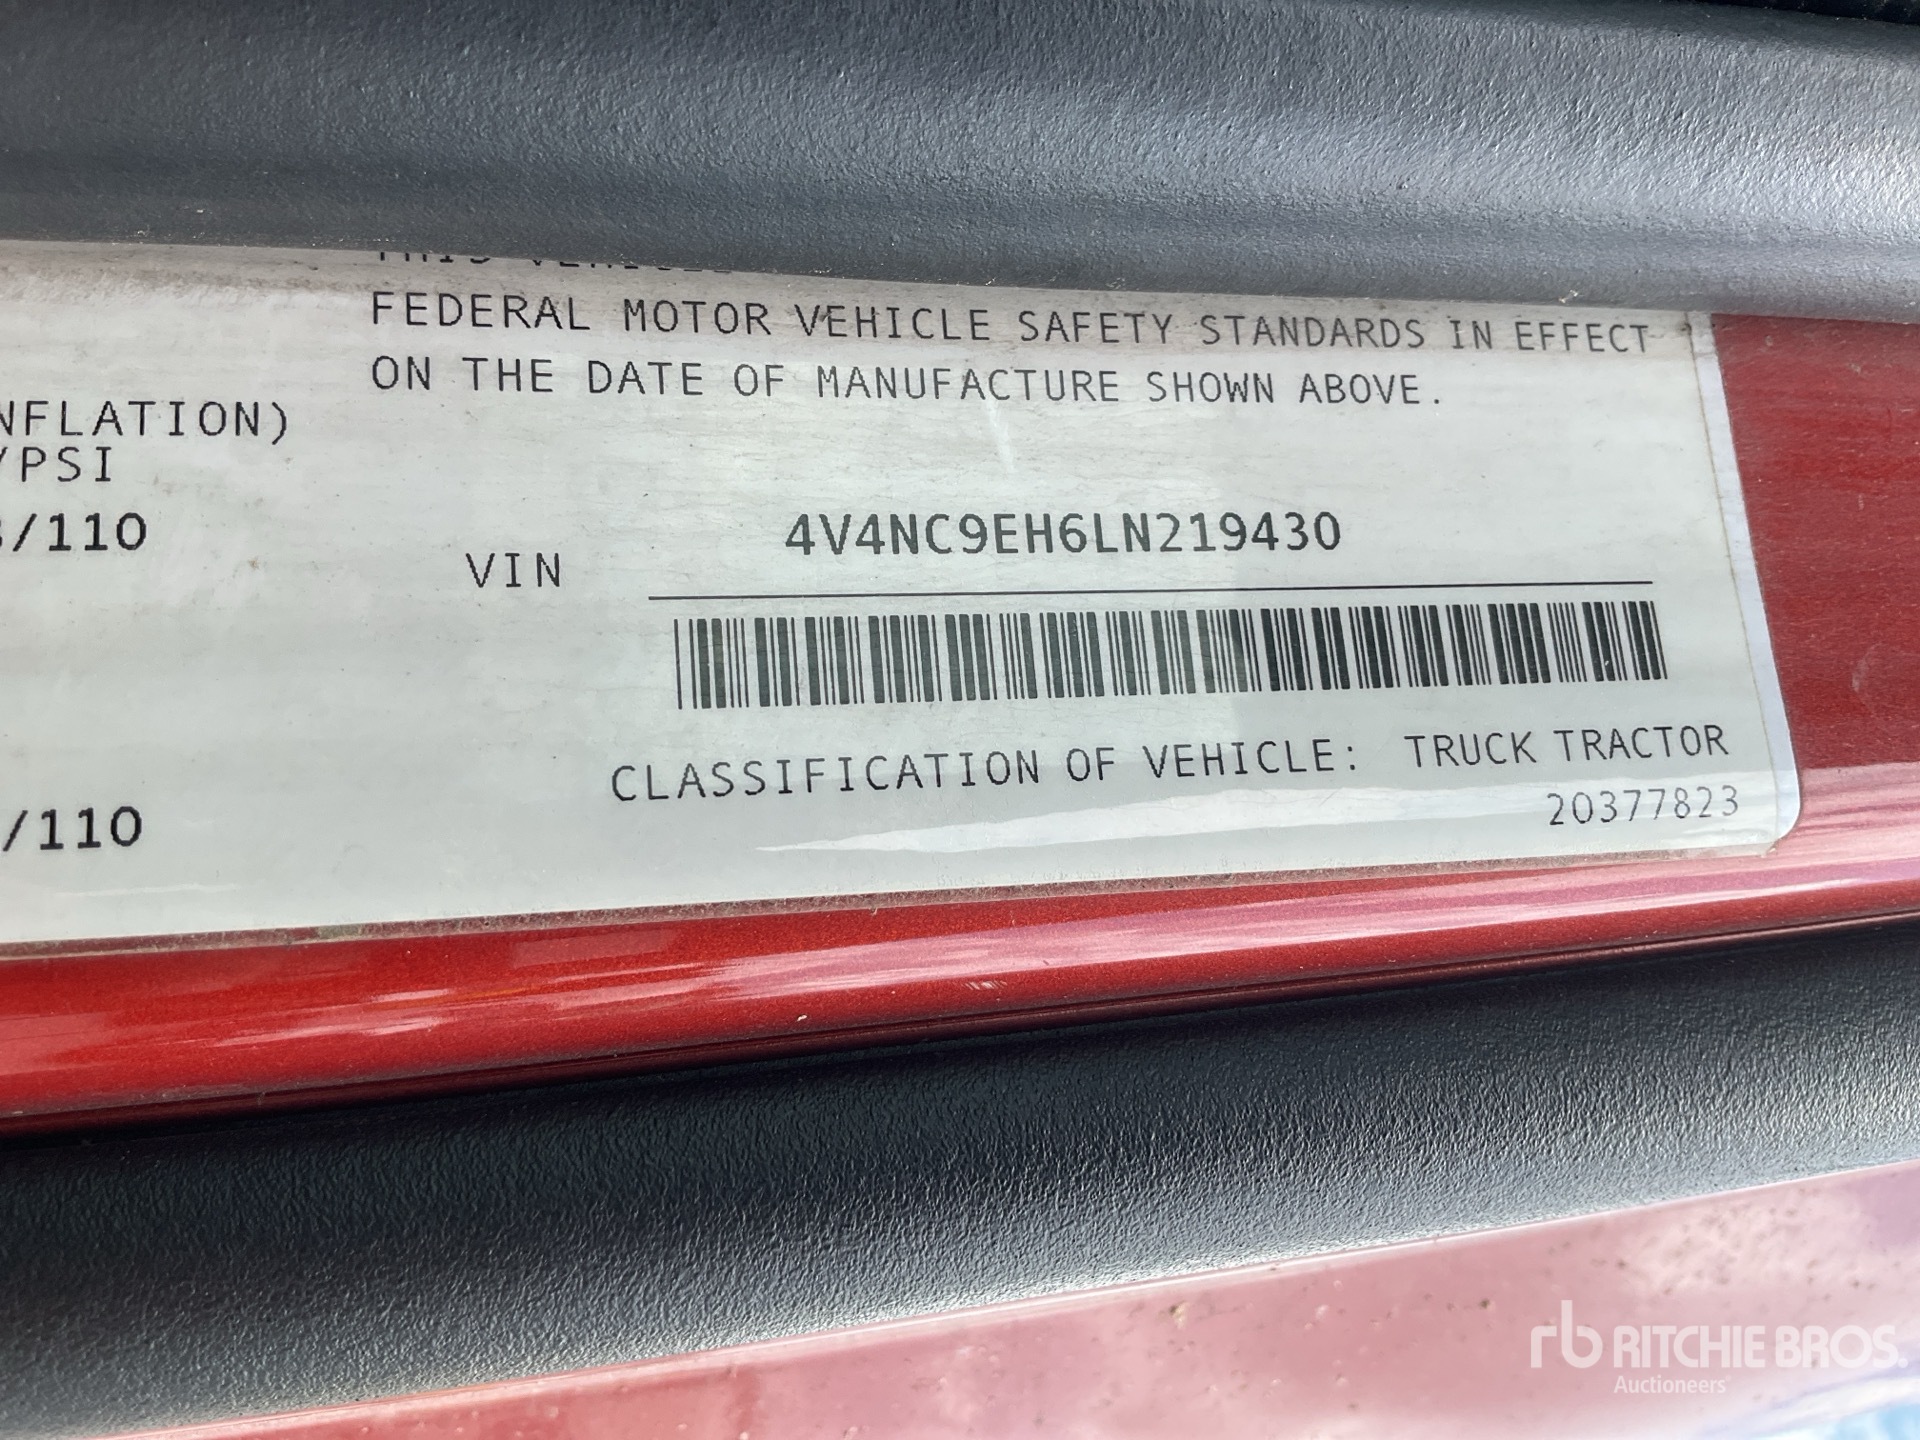 FEDERAL MOTOR VEHICLE SAFETY STANDARDS IN EFFECT
ON THE DATE OF MANUFACTURE SHOWN ABOVE.
NFLATION)
/PSI
/110
VIN 4V4NC9EH6LN219430
CLASSIFICATION OF VEHICLE: TRUCK TRACTOR
/110
20377823
rb RITCHIE BROS.
Auctioneers